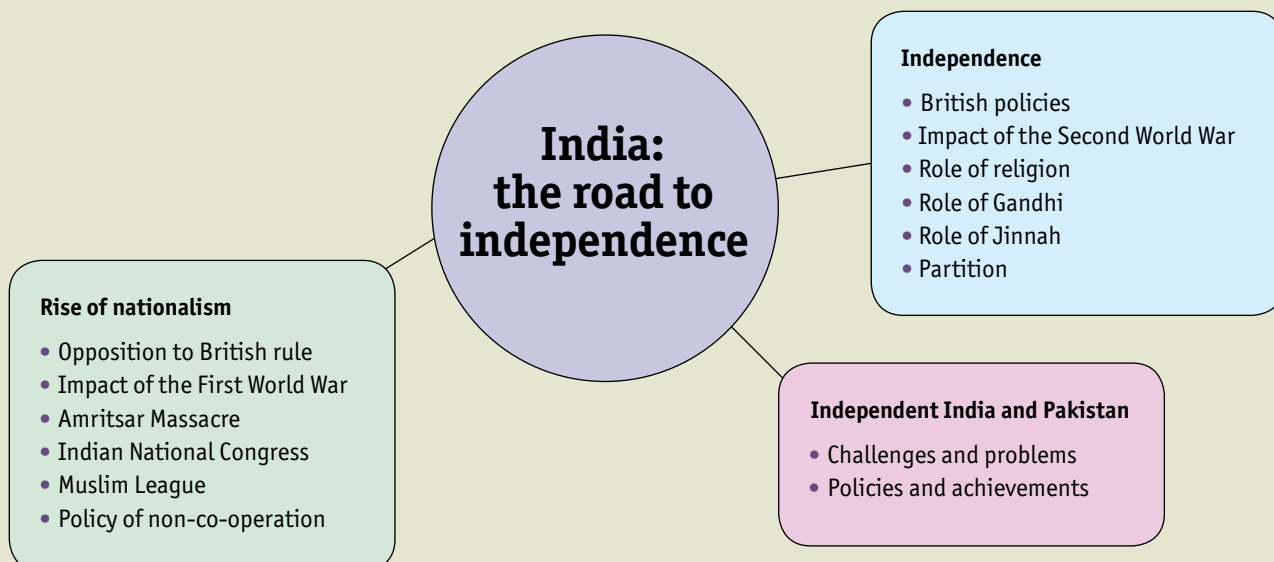 India:
the road to
independence
Rise of nationalism
• Opposition to British rule
• Impact of the First World War
• Amritsar Massacre
• Indian National Congress
• Muslim League
• Policy of non-co-operation
Independence
• British policies
• Impact of the Second World War
• Role of religion
• Role of Gandhi
• Role of Jinnah
• Partition
Independent India and Pakistan
• Challenges and problems
• Policies and achievements